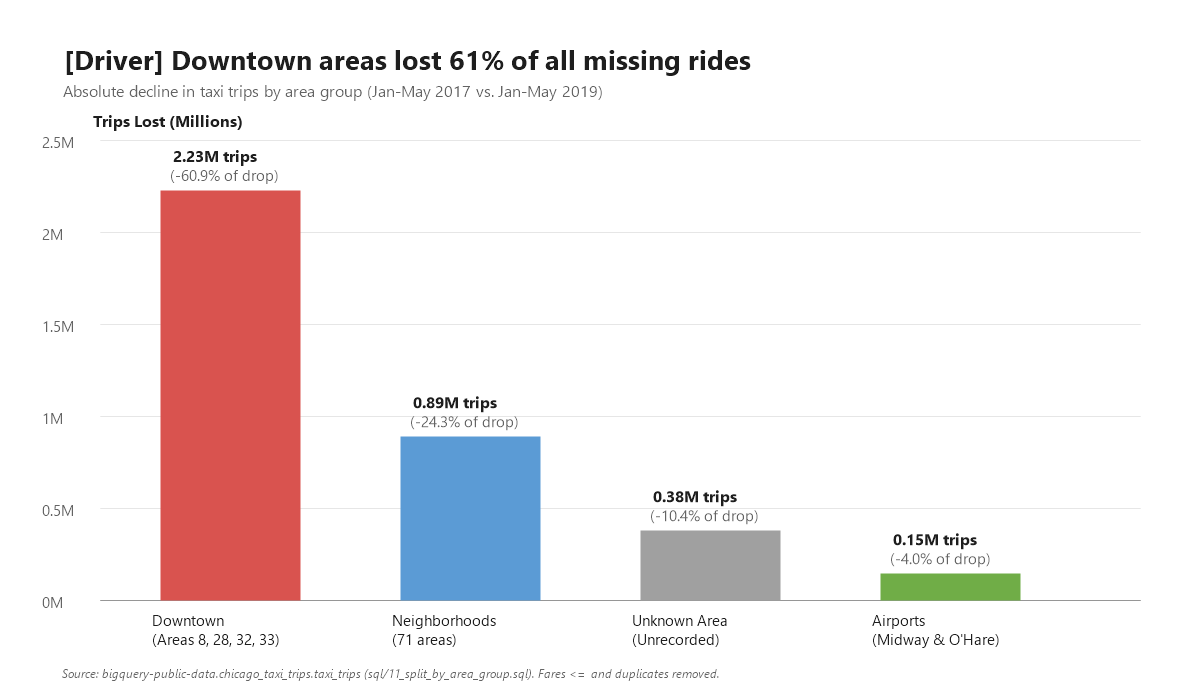 [Driver] Downtown areas lost 61% of all missing rides
Absolute decline in taxi trips by area group (Jan-May 2017 vs. Jan-May 2019)
Trips Lost (Millions)
2.5M
2M
1.5M
1M
0.5M
0M
2.23M trips
(-60.9% of drop)
0.89M trips
(-24.3% of drop)
0.38M trips
(-10.4% of drop)
0.15M trips
(-4.0% of drop)
Downtown
(Areas 8, 28, 32, 33)
Neighborhoods
(71 areas)
Unknown Area
(Unrecorded)
Airports
(Midway & O'Hare)
Source: bigquery-public-data.chicago_taxi_trips.taxi_trips (sql/11_split_by_area_group.sql). Fares <= and duplicates removed.